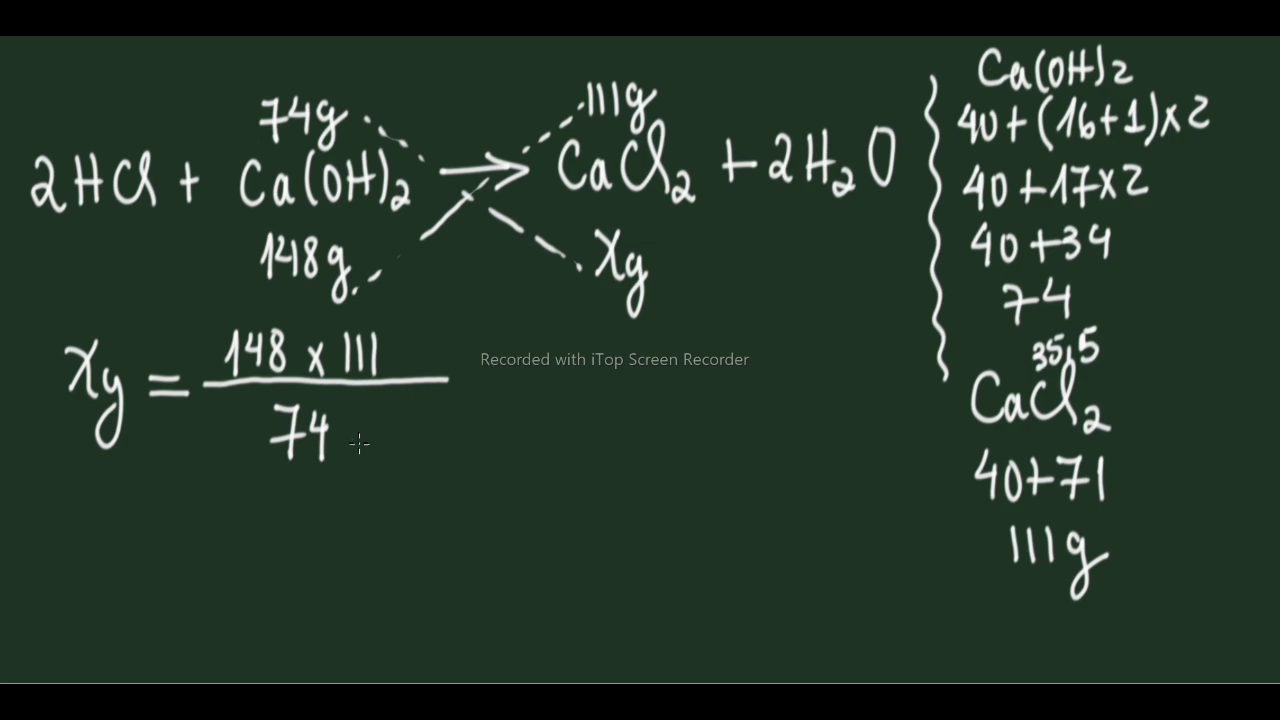 74g 111g
2HCl + Ca(OH)2 → CaCl2 + 2H2O
148g Xg
Xg = 148 x 111
74
Ca(OH)2
40+(16+1)x2
40+17x2
40+34
74
35,5
CaCl2
40+71
111g
Recorded with iTop Screen Recorder